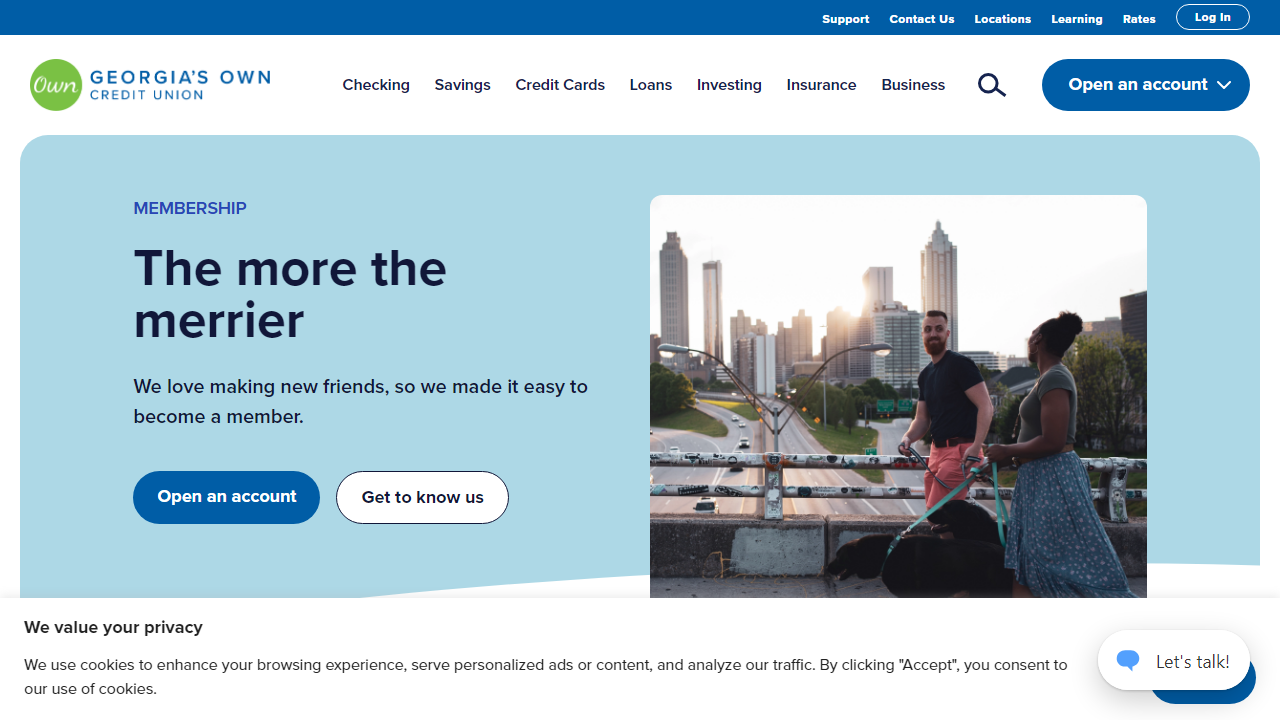 Support Contact Us Locations Learning Rates Log In
Own GEORGIA'S OWN
CREDIT UNION
Checking Savings Credit Cards Loans Investing Insurance Business Open an account
MEMBERSHIP
The more the
merrier
We love making new friends, so we made it easy to
become a member.
Open an account Get to know us
We value your privacy
We use cookies to enhance your browsing experience, serve personalized ads or content, and analyze our traffic. By clicking "Accept", you consent to
our use of cookies.
Let's talk!